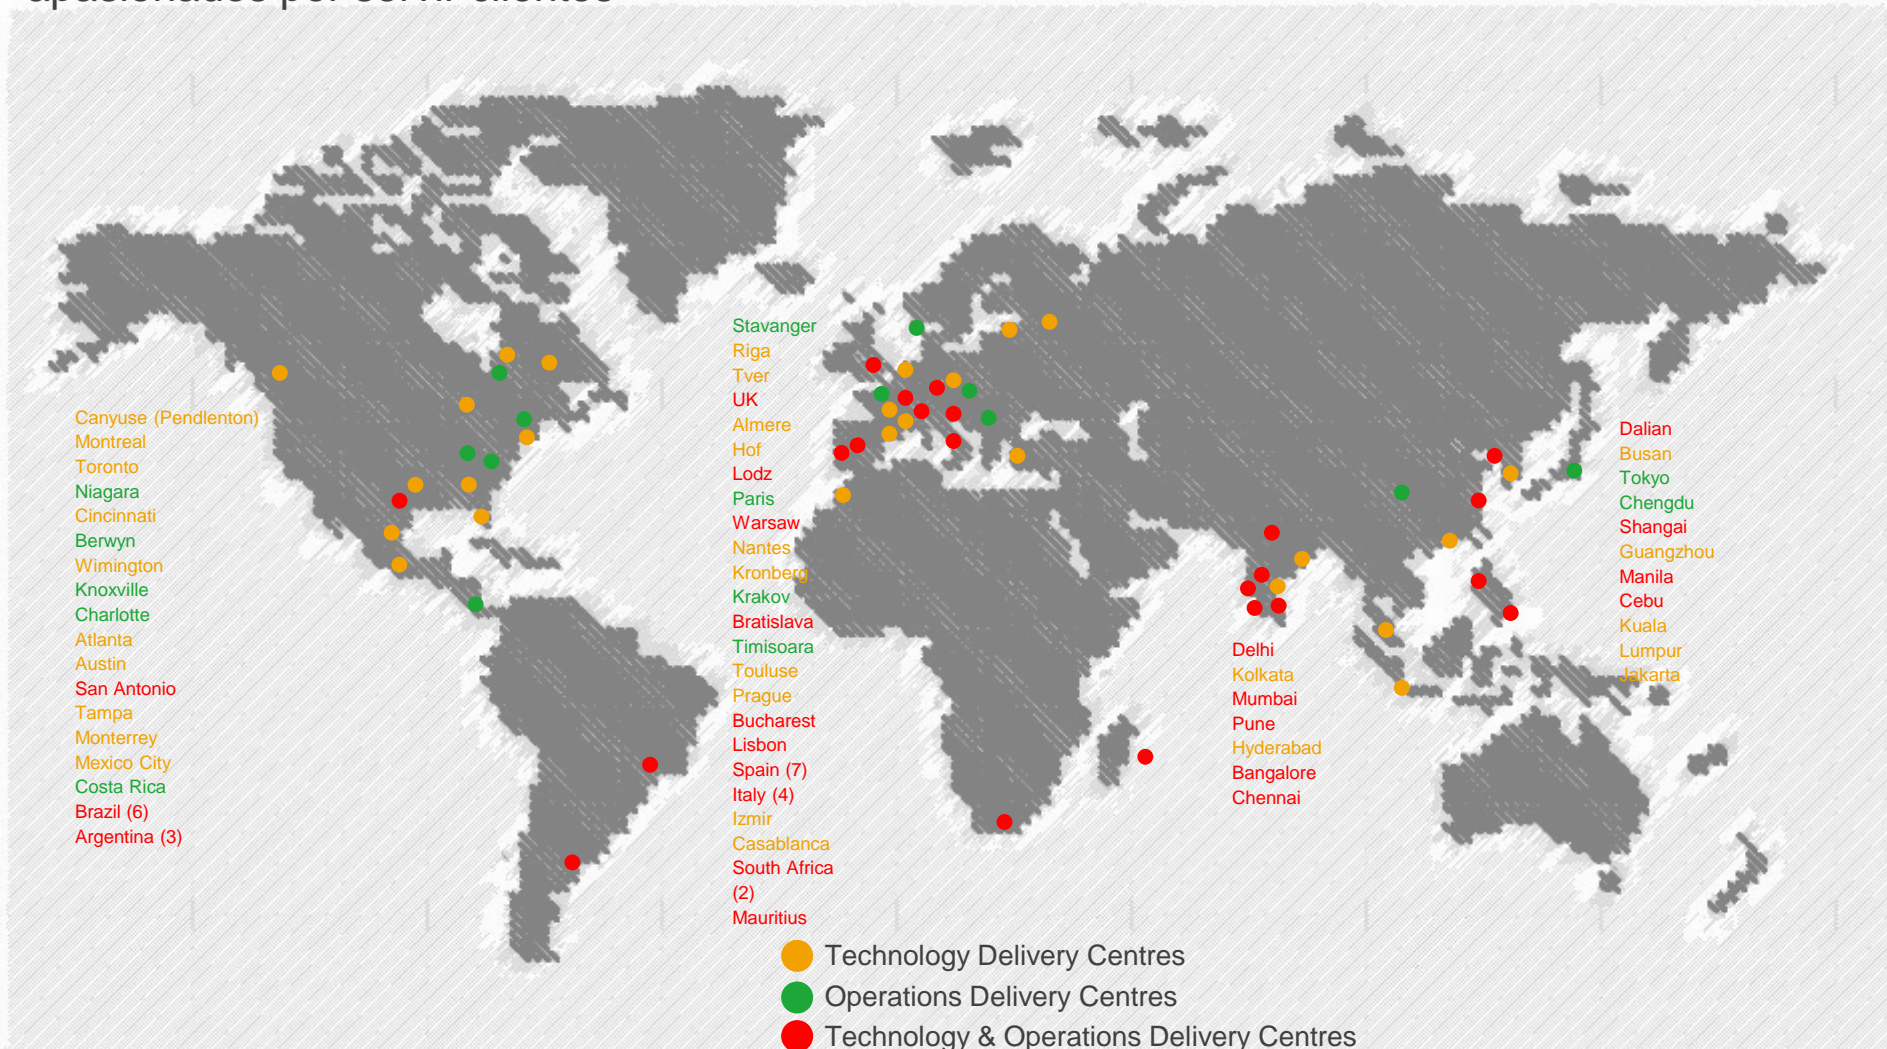 apasionados por servir clientes
Canyuse (Pendlenton)
Montreal
Toronto
Niagara
Cincinnati
Berwyn
Wimington
Knoxville
Charlotte
Atlanta
Austin
San Antonio
Tampa
Monterrey
Mexico City
Costa Rica
Brazil (6)
Argentina (3)
Stavanger
Riga
Tver
UK
Almere
Hof
Lodz
Paris
Warsaw
Nantes
Kronberg
Krakov
Bratislava
Timisoara
Touluse
Prague
Bucharest
Lisbon
Spain (7)
Italy (4)
Izmir
Casablanca
South Africa
(2)
Mauritius
Delhi
Kolkata
Mumbai
Pune
Hyderabad
Bangalore
Chennai
Dalian
Busan
Tokyo
Chengdu
Shangai
Guangzhou
Manila
Cebu
Kuala
Lumpur
Jakarta
Technology Delivery Centres
Operations Delivery Centres
Technology & Operations Delivery Centres